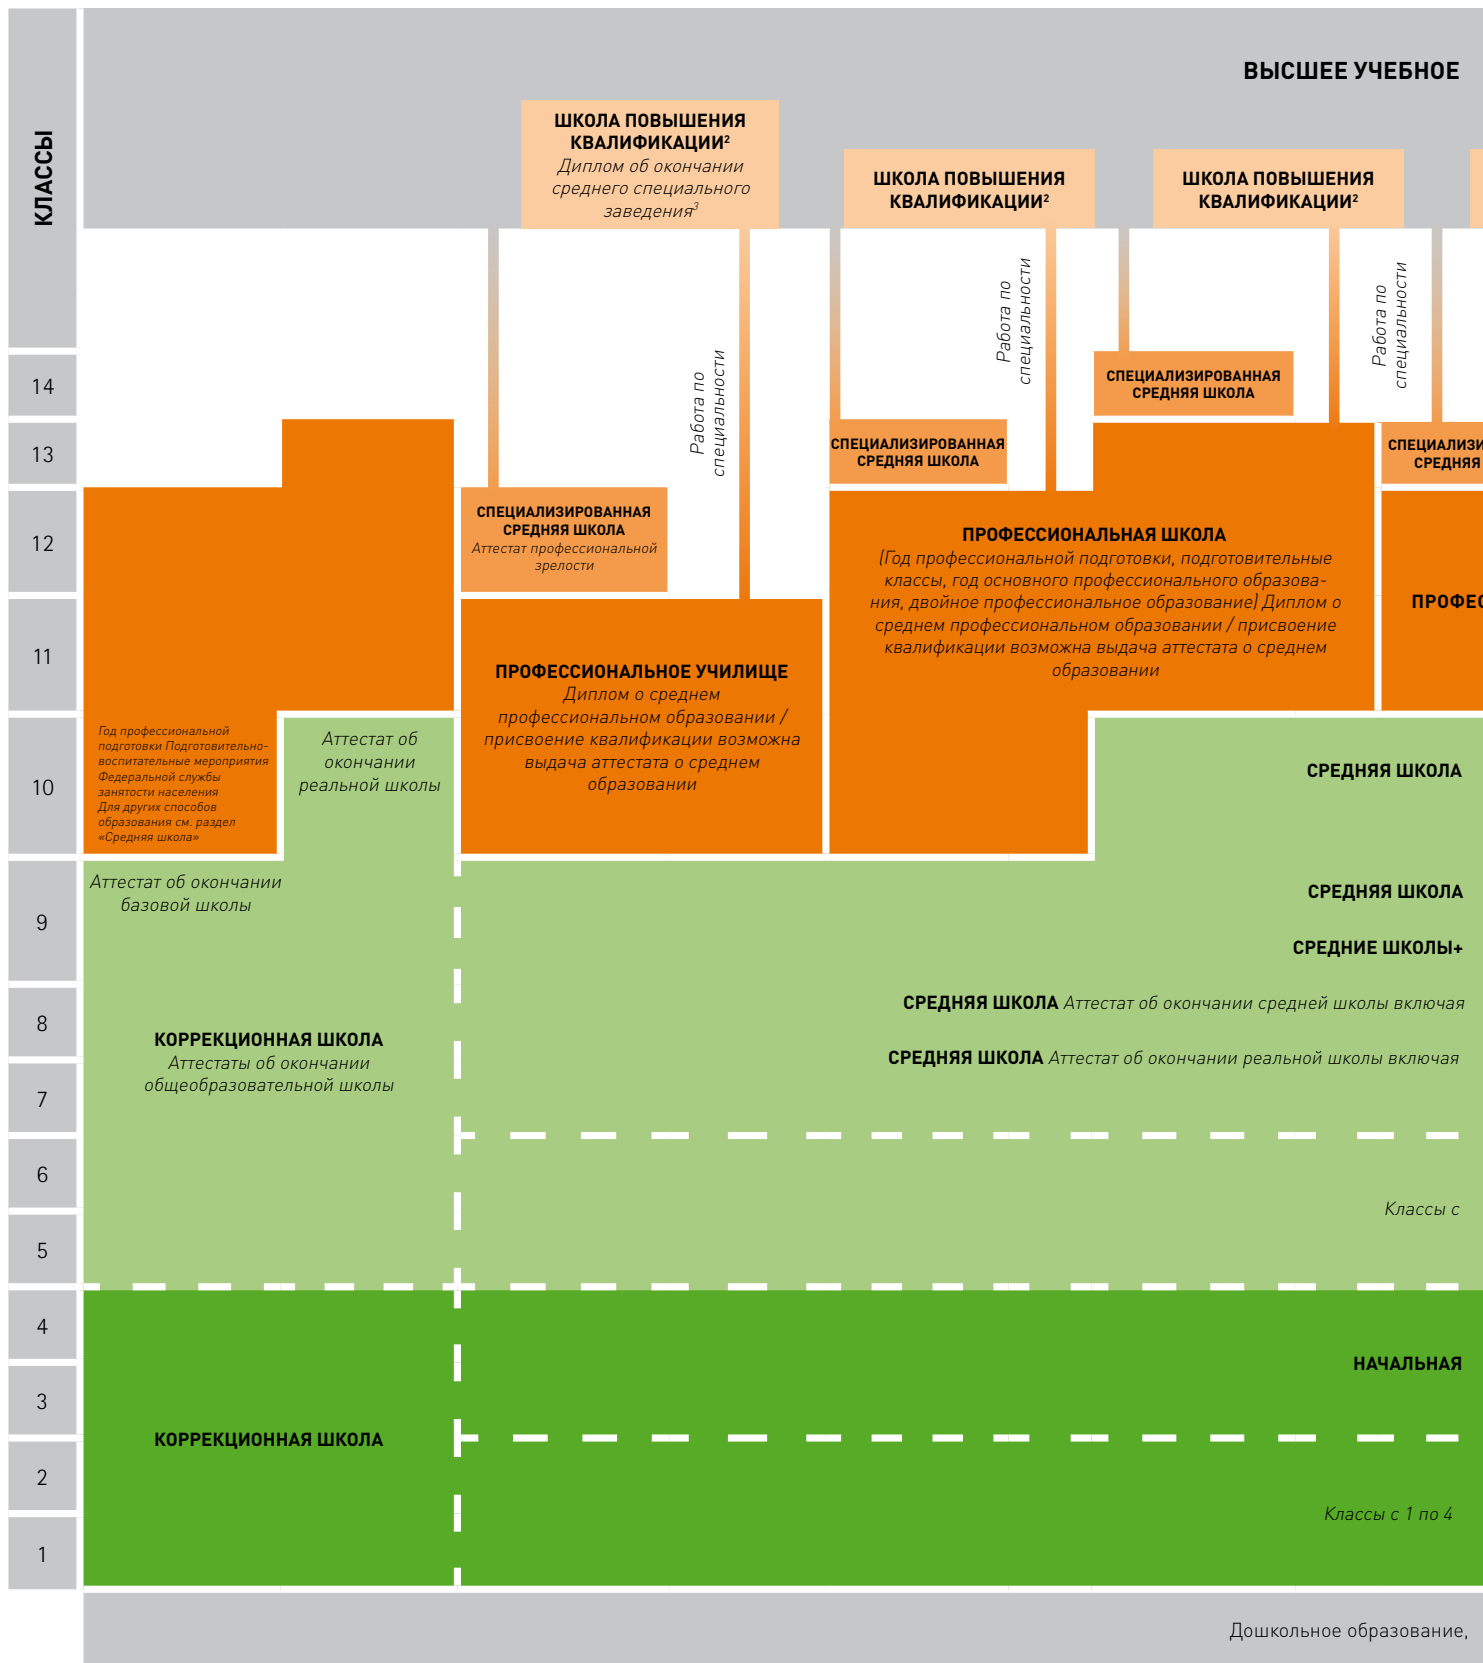 ВЫСШЕЕ УЧЕБНОЕ
КЛАССЫ
ШКОЛА ПОВЫШЕНИЯ
КВАЛИФИКАЦИИ²
Диплом об окончании
среднего специального
заведения³
ШКОЛА ПОВЫШЕНИЯ
КВАЛИФИКАЦИИ²
ШКОЛА ПОВЫШЕНИЯ
КВАЛИФИКАЦИИ²
Работа по
специальности
Работа по
специальности
Работа по
специальности
14
СПЕЦИАЛИЗИРОВАННАЯ
СРЕДНЯЯ ШКОЛА
13
СПЕЦИАЛИЗИРОВАННАЯ
СРЕДНЯЯ ШКОЛА
СПЕЦИАЛИЗИ
СРЕДНЯЯ
12
СПЕЦИАЛИЗИРОВАННАЯ
СРЕДНЯЯ ШКОЛА
Аттестат профессиональной
зрелости
ПРОФЕССИОНАЛЬНАЯ ШКОЛА
(Год профессиональной подготовки, подготовительные
классы, год основного профессионального образова-
ния, двойное профессиональное образование) Диплом о
среднем профессиональном образовании / присвоение
квалификации возможна выдача аттестата о среднем
образовании
ПРОФЕС
11
ПРОФЕССИОНАЛЬНОЕ УЧИЛИЩЕ
Диплом о среднем
профессиональном образовании /
присвоение квалификации возможна
выдача аттестата о среднем
образовании
10
Год профессиональной
подготовки Подготовительно-
воспитательные мероприятия
Федеральной службы
занятости населения
Для других способов
образования см. раздел
«Средняя школа»
Аттестат об
окончании
реальной школы
СРЕДНЯЯ ШКОЛА
9
Аттестат об окончании
базовой школы
СРЕДНЯЯ ШКОЛА
СРЕДНИЕ ШКОЛЫ+
8
СРЕДНЯЯ ШКОЛА Аттестат об окончании средней школы включая
КОРРЕКЦИОННАЯ ШКОЛА
Аттестаты об окончании
общеобразовательной школы
СРЕДНЯЯ ШКОЛА Аттестат об окончании реальной школы включая
7
6
Классы с
5
4
НАЧАЛЬНАЯ
3
КОРРЕКЦИОННАЯ ШКОЛА
2
Классы с 1 по 4
1
Дошкольное образование,